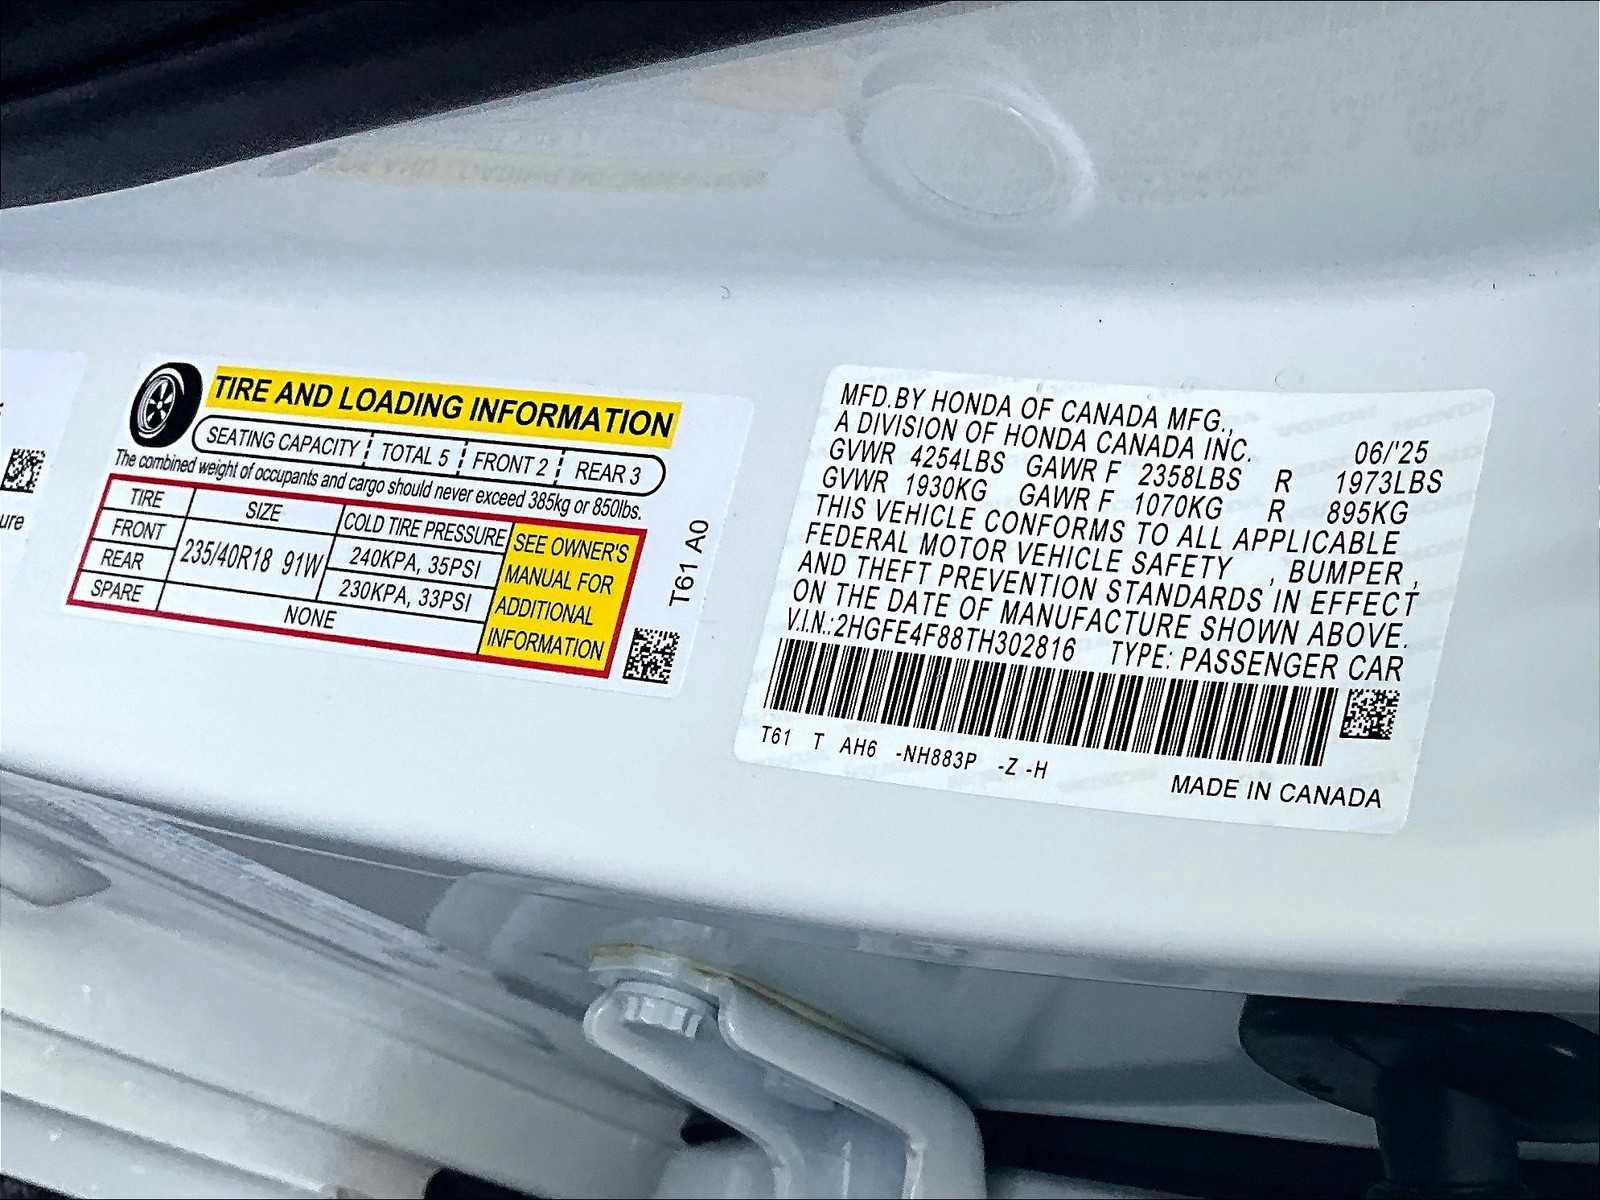 ure
TIRE AND LOADING INFORMATION
SEATING CAPACITY TOTAL 5 FRONT 2 REAR 3
The combined weight of occupants and cargo should never exceed 385kg or 850lbs.
TIRE SIZE COLD TIRE PRESSURE SEE OWNER'S MANUAL FOR ADDITIONAL INFORMATION
FRONT 235/40R18 91W 240KPA, 35PSI
REAR 230KPA, 33PSI
SPARE NONE
T61 A0
MFD.BY HONDA OF CANADA MFG.,
A DIVISION OF HONDA CANADA INC. 06/'25
GVWR 4254LBS GAWR F 2358LBS R 1973LBS
GVWR 1930KG GAWR F 1070KG R 895KG
THIS VEHICLE CONFORMS TO ALL APPLICABLE
FEDERAL MOTOR VEHICLE SAFETY , BUMPER ,
AND THEFT PREVENTION STANDARDS IN EFFECT
ON THE DATE OF MANUFACTURE SHOWN ABOVE.
V.I.N.:2HGFE4F88TH302816 TYPE: PASSENGER CAR
T61 T AH6 -NH883P -Z -H
MADE IN CANADA